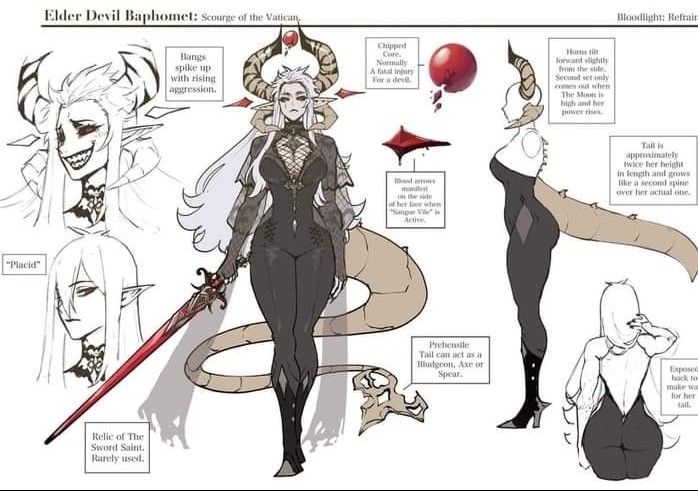 Elder Devil Baphomet: Scourge of the Vatican.
Bloodlight: Refrain
Bangs
spike up
with rising
aggression.
Chipped
Core.
Normally
A fatal injury
For a devil.
Horns tilt
forward slightly
from the side.
Second set only
comes out when
The Moon is
high and her
power rises.
Tail is
approximately
twice her height
in length and grows
like a second spine
over her actual one.
Blood arrows
manifest
on the side
of her face when
"Sangue Vile" is
Active.
"Placid"
Prehensile
Tail can act as a
Bludgeon, Axe or
Spear.
Exposed
back to
make wa
for her
tail.
Relic of The
Sword Saint.
Rarely used.